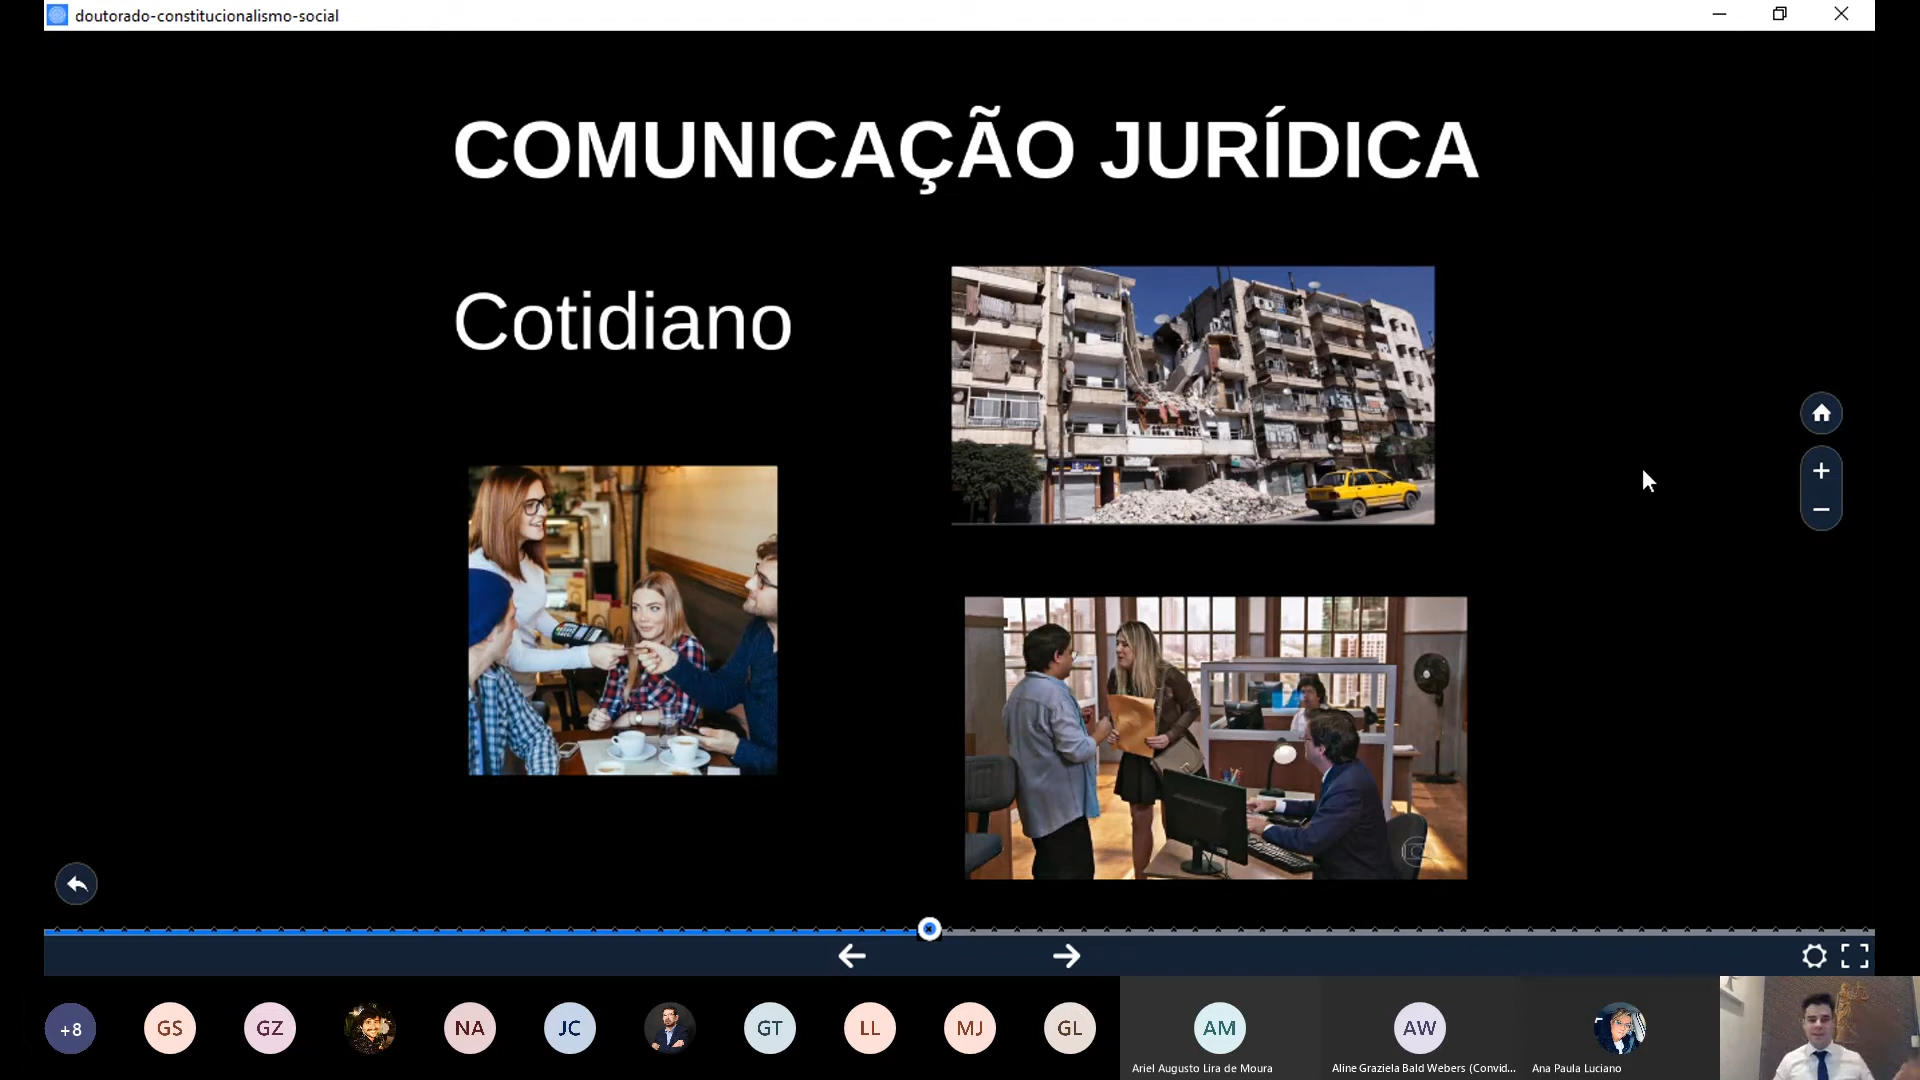 doutorado-constitucionalismo-social
COMUNICAÇÃO JURÍDICA
Cotidiano
+8
GS
GZ
NA
JC
GT
LL
MJ
GL
AM
AW
Ariel Augusto Lira de Moura
Aline Graziela Bald Webers (Convid...
Ana Paula Luciano